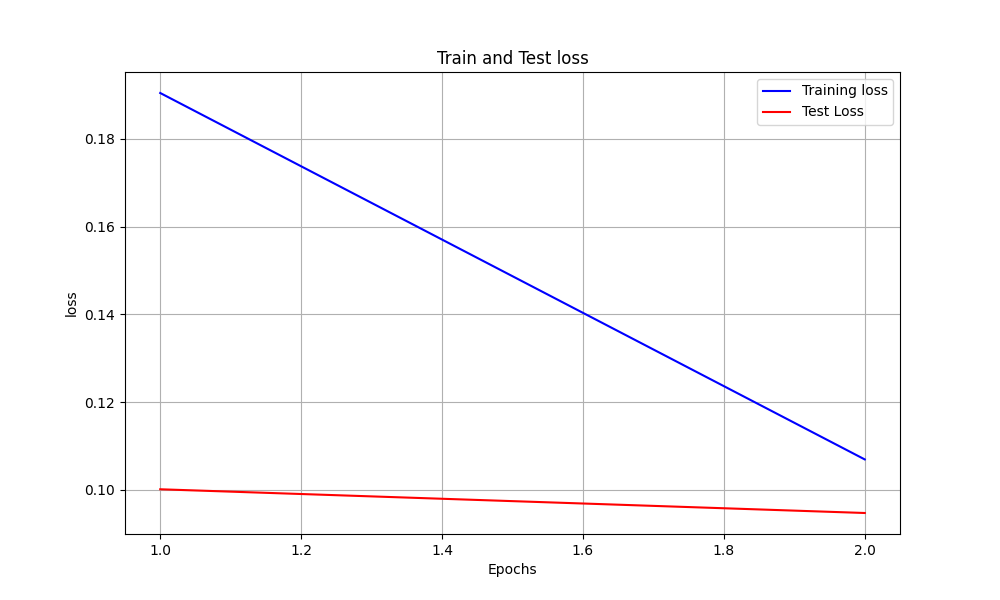 Train and Test loss
Training loss
Test Loss
0.18
0.16
0.14
0.12
0.10
loss
1.0 1.2 1.4 1.6 1.8 2.0
Epochs